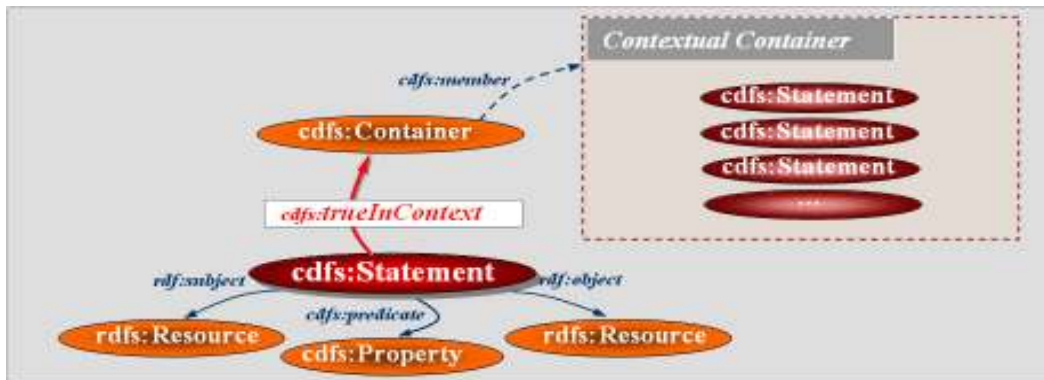 Contextual Container
cdfs:member
cdfs:Statement
cdfs:Container
cdfs:Statement
cdfs:Statement
...
cdfs:trueInContext
cdfs:Statement
rdf:subject
rdf:object
cdfs:predicate
rdfs:Resource
rdfs:Resource
cdfs:Property